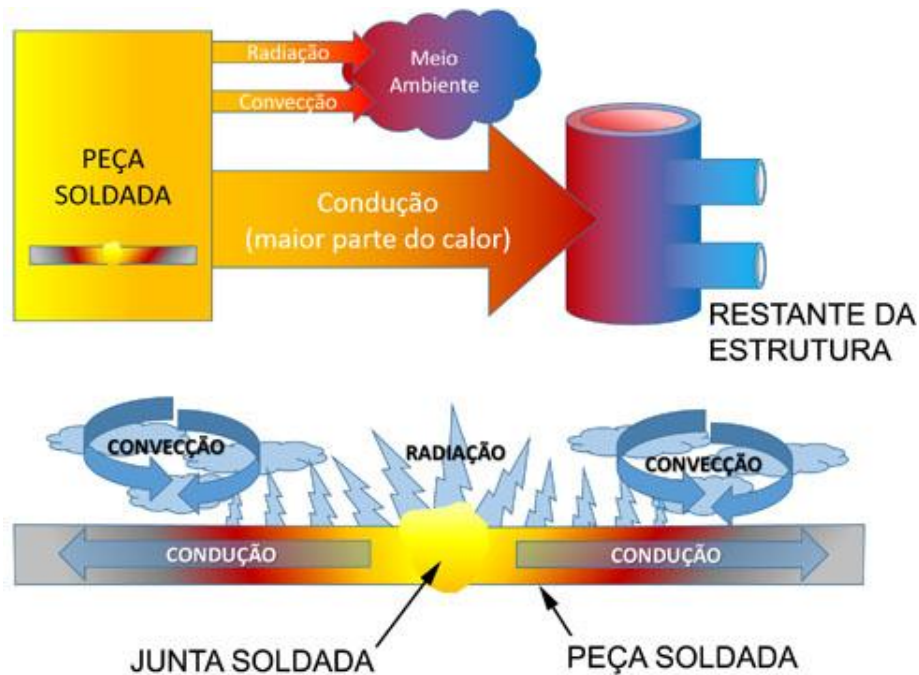 Radiação
Convecção
Meio
Ambiente
PEÇA
SOLDADA
Condução
(maior parte do calor)
RESTANTE DA
ESTRUTURA
CONVECÇÃO
RADIAÇÃO
CONVECÇÃO
CONDUÇÃO
CONDUÇÃO
JUNTA SOLDADA
PEÇA SOLDADA